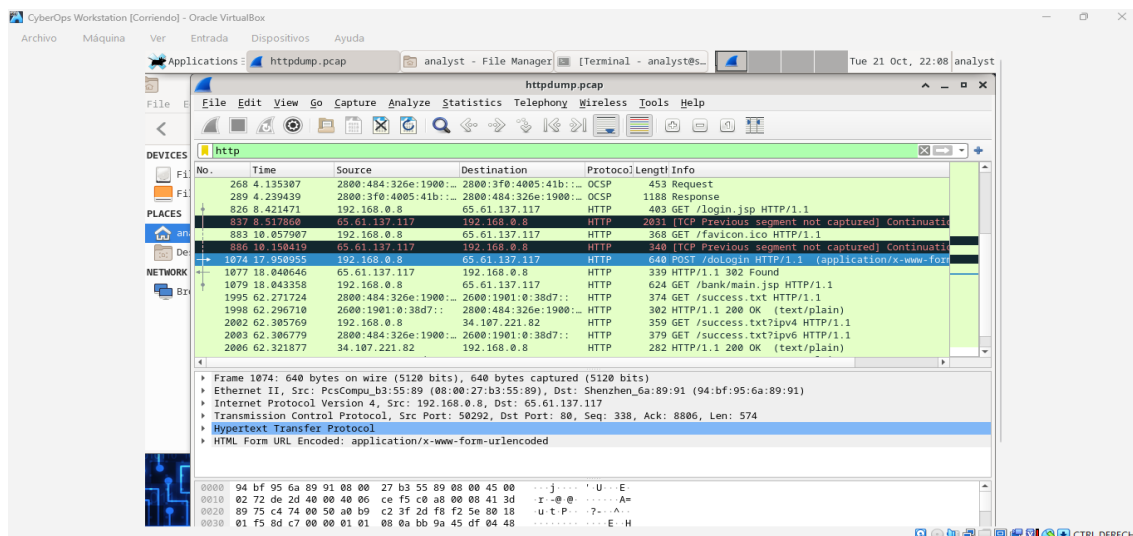 CyberOps Workstation [Corriendo] - Oracle VirtualBox
Archivo Máquina Ver Entrada Dispositivos Ayuda
Applications httpdump.pcap analyst - File Manager [Terminal - analyst@s… Tue 21 Oct, 22:08 analyst
httpdump.pcap
File E File Edit View Go Capture Analyze Statistics Telephony Wireless Tools Help
DEVICES http
No. Time Source Destination Protocol Length Info
268 4.135307 2800:484:326e:1900:… 2800:3f0:4005:41b::… OCSP 453 Request
289 4.239439 2800:3f0:4005:41b::… 2800:484:326e:1900:… OCSP 1188 Response
826 8.421471 192.168.0.8 65.61.137.117 HTTP 403 GET /login.jsp HTTP/1.1
837 8.517860 65.61.137.117 192.168.0.8 HTTP 2031 [TCP Previous segment not captured] Continuatio
883 10.057907 192.168.0.8 65.61.137.117 HTTP 368 GET /favicon.ico HTTP/1.1
886 10.150419 65.61.137.117 192.168.0.8 HTTP 340 [TCP Previous segment not captured] Continuatio
1074 17.950955 192.168.0.8 65.61.137.117 HTTP 640 POST /doLogin HTTP/1.1 (application/x-www-form
1077 18.040646 65.61.137.117 192.168.0.8 HTTP 339 HTTP/1.1 302 Found
1079 18.043358 192.168.0.8 65.61.137.117 HTTP 624 GET /bank/main.jsp HTTP/1.1
1995 62.271724 2800:484:326e:1900:… 2600:1901:0:38d7:: HTTP 374 GET /success.txt HTTP/1.1
1998 62.296710 2600:1901:0:38d7:: 2800:484:326e:1900:… HTTP 302 HTTP/1.1 200 OK (text/plain)
2002 62.305769 192.168.0.8 34.107.221.82 HTTP 359 GET /success.txt?ipv4 HTTP/1.1
2003 62.306779 2800:484:326e:1900:… 2600:1901:0:38d7:: HTTP 379 GET /success.txt?ipv6 HTTP/1.1
2006 62.321877 34.107.221.82 192.168.0.8 HTTP 282 HTTP/1.1 200 OK (text/plain)
Fi
Fi
PLACES
an
De
NETWORK
Br
Frame 1074: 640 bytes on wire (5120 bits), 640 bytes captured (5120 bits)
Ethernet II, Src: PcsCompu_b3:55:89 (08:00:27:b3:55:89), Dst: Shenzhen_6a:89:91 (94:bf:95:6a:89:91)
Internet Protocol Version 4, Src: 192.168.0.8, Dst: 65.61.137.117
Transmission Control Protocol, Src Port: 50292, Dst Port: 80, Seq: 338, Ack: 8806, Len: 574
Hypertext Transfer Protocol
HTML Form URL Encoded: application/x-www-form-urlencoded
0000 94 bf 95 6a 89 91 08 00 27 b3 55 89 08 00 45 00 ···j···· '·U···E·
0010 02 72 de 2d 40 00 40 06 ce f5 c0 a8 00 08 41 3d ·r·-@·@· ······A=
0020 89 75 c4 74 00 50 a0 b9 c2 3f 2d f8 f2 5e 80 18 ·u·t·P·· ·?-··^··
0030 01 f5 8d c7 00 00 01 01 08 0a bb 9a 45 df 04 48 ········ ····E··H
CTRL DERECH